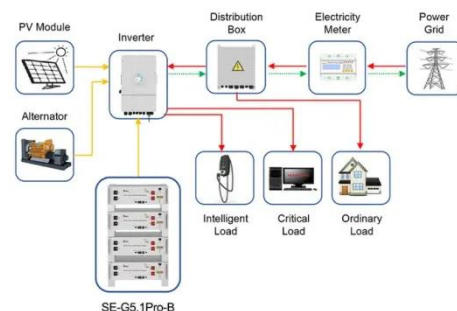 PV Module
Inverter
Distribution
Box
Electricity
Meter
Power
Grid
Alternator
Intelligent
Load
Critical
Load
Ordinary
Load
SE-G5.1Pro-B